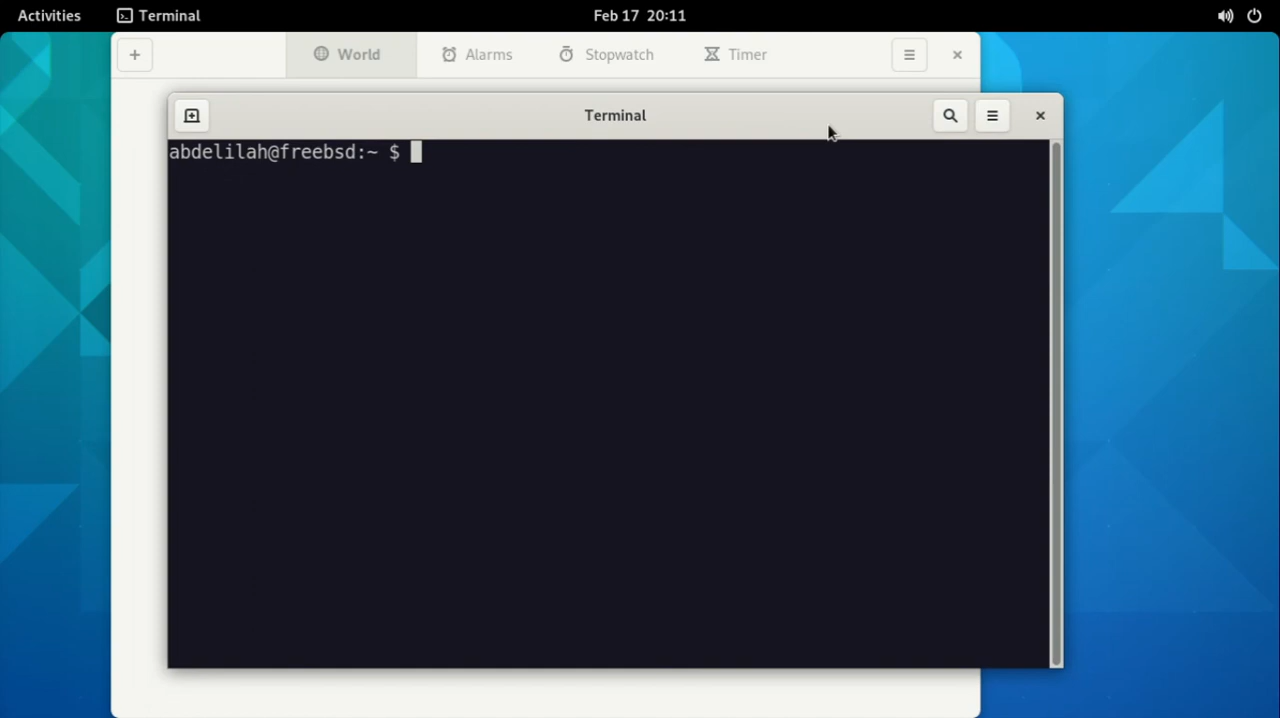 Activities Terminal Feb 17 20:11
World Alarms Stopwatch Timer
Terminal
abdelilah@freebsd:~ $